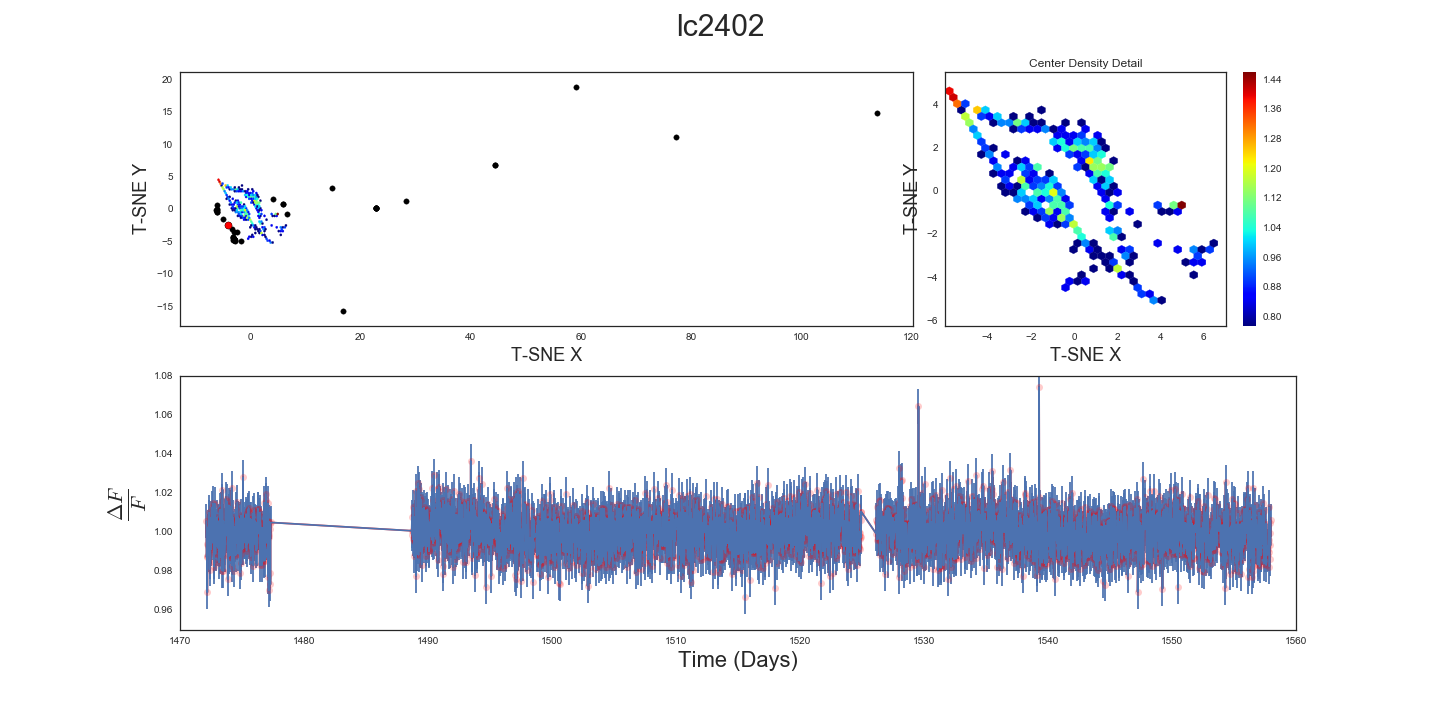 lc2402
Center Density Detail
20
15
10
5
0
−5
−10
−15
T-SNE Y
0 20 40 60 80 100 120
T-SNE X
4
2
0
−2
−4
−6
T-SNE Y
−4 −2 0 2 4 6
T-SNE X
1.44
1.36
1.28
1.20
1.12
1.04
0.96
0.88
0.80
1.08
1.06
1.04
1.02
1.00
0.98
0.96
ΔF
F
1470 1480 1490 1500 1510 1520 1530 1540 1550 1560
Time (Days)